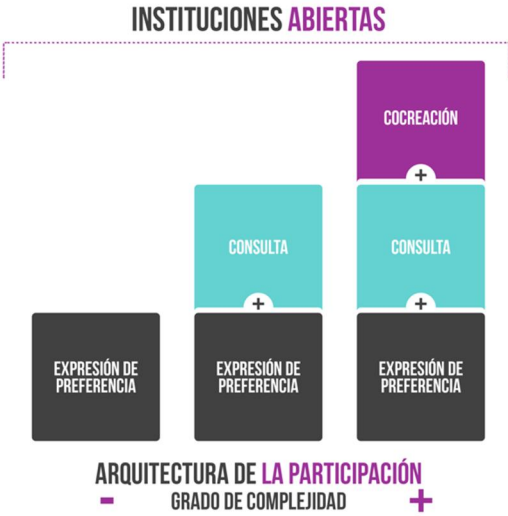 INSTITUCIONES ABIERTAS
COCREACIÓN
+
+
CONSULTA
CONSULTA
+
+
EXPRESIÓN DE
PREFERENCIA
EXPRESIÓN DE
PREFERENCIA
EXPRESIÓN DE
PREFERENCIA
ARQUITECTURA DE LA PARTICIPACIÓN
- GRADO DE COMPLEJIDAD +